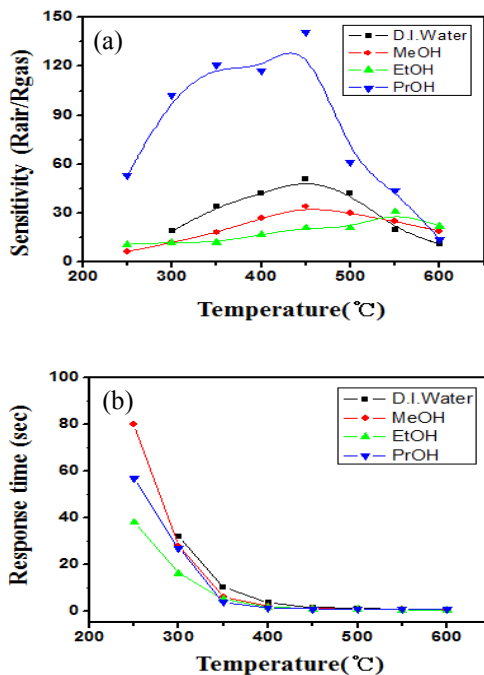 150
120
90
60
30
0
Sensitivity (Rair/Rgas)
(a)
D.I.Water
MeOH
EtOH
PrOH
200 300 400 500 600
Temperature(℃)
100
80
60
40
20
0
Response time (sec)
(b)
D.I.Water
MeOH
EtOH
PrOH
200 300 400 500 600
Temperature(℃)